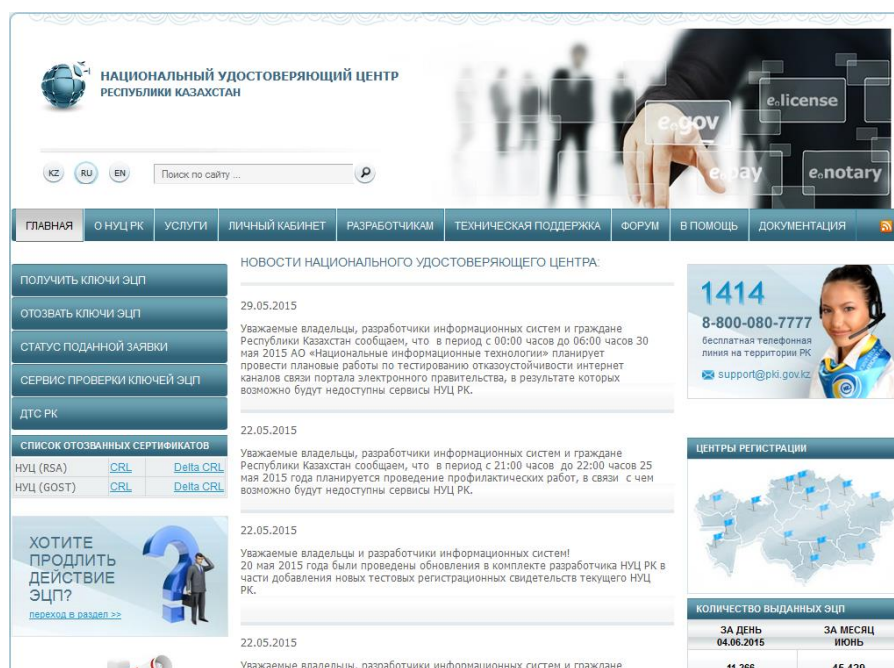 НАЦИОНАЛЬНЫЙ УДОСТОВЕРЯЮЩИЙ ЦЕНТР
РЕСПУБЛИКИ КАЗАХСТАН
e.gov
e.license
e.pay
e.notary
KZ RU EN Поиск по сайту ...
ГЛАВНАЯ О НУЦ РК УСЛУГИ ЛИЧНЫЙ КАБИНЕТ РАЗРАБОТЧИКАМ ТЕХНИЧЕСКАЯ ПОДДЕРЖКА ФОРУМ В ПОМОЩЬ ДОКУМЕНТАЦИЯ
ПОЛУЧИТЬ КЛЮЧИ ЭЦП
ОТОЗВАТЬ КЛЮЧИ ЭЦП
СТАТУС ПОДАННОЙ ЗАЯВКИ
СЕРВИС ПРОВЕРКИ КЛЮЧЕЙ ЭЦП
ДТС РК
СПИСОК ОТОЗВАННЫХ СЕРТИФИКАТОВ
НУЦ (RSA) CRL Delta CRL
НУЦ (GOST) CRL Delta CRL
ХОТИТЕ
ПРОДЛИТЬ
ДЕЙСТВИЕ
ЭЦП?
переход в раздел >>
НОВОСТИ НАЦИОНАЛЬНОГО УДОСТОВЕРЯЮЩЕГО ЦЕНТРА:
29.05.2015
Уважаемые владельцы, разработчики информационных систем и граждане
Республики Казахстан сообщаем, что в период с 00:00 часов до 06:00 часов 30
мая 2015 АО «Национальные информационные технологии» планирует
провести плановые работы по тестированию отказоустойчивости интернет
каналов связи портала электронного правительства, в результате которых
возможно будут недоступны сервисы НУЦ РК.
22.05.2015
Уважаемые владельцы, разработчики информационных систем и граждане
Республики Казахстан сообщаем, что в период с 21:00 часов до 22:00 часов 25
мая 2015 года планируется проведение профилактических работ, в связи с чем
возможно будут недоступны сервисы НУЦ РК.
22.05.2015
Уважаемые владельцы и разработчики информационных систем!
20 мая 2015 года были проведены обновления в комплекте разработчика НУЦ РК в
части добавления новых тестовых регистрационных свидетельств текущего НУЦ
РК.
22.05.2015
Уважаемые владельцы, разработчики информационных систем и граждане
1414
8-800-080-7777
бесплатная телефонная
линия на территории РК
support@pki.gov.kz
ЦЕНТРЫ РЕГИСТРАЦИИ
КОЛИЧЕСТВО ВЫДАННЫХ ЭЦП
ЗА ДЕНЬ ЗА МЕСЯЦ
04.06.2015 ИЮНЬ
11 266 45 429